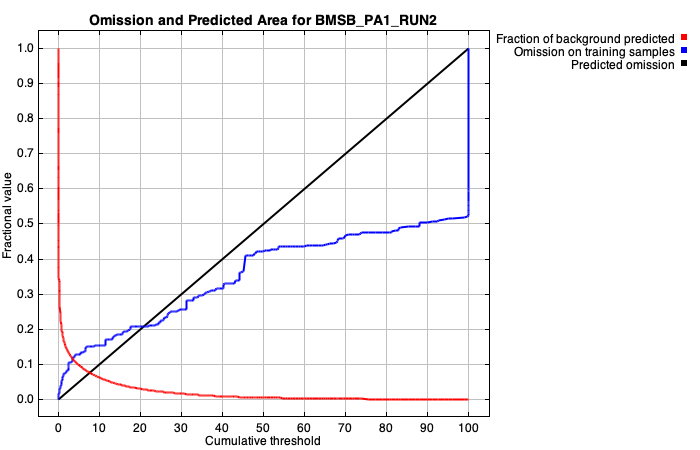 Omission and Predicted Area for BMSB_PA1_RUN2
Fraction of background predicted
Omission on training samples
Predicted omission
Fractional value
1.0
0.9
0.8
0.7
0.6
0.5
0.4
0.3
0.2
0.1
0.0
0 10 20 30 40 50 60 70 80 90 100
Cumulative threshold